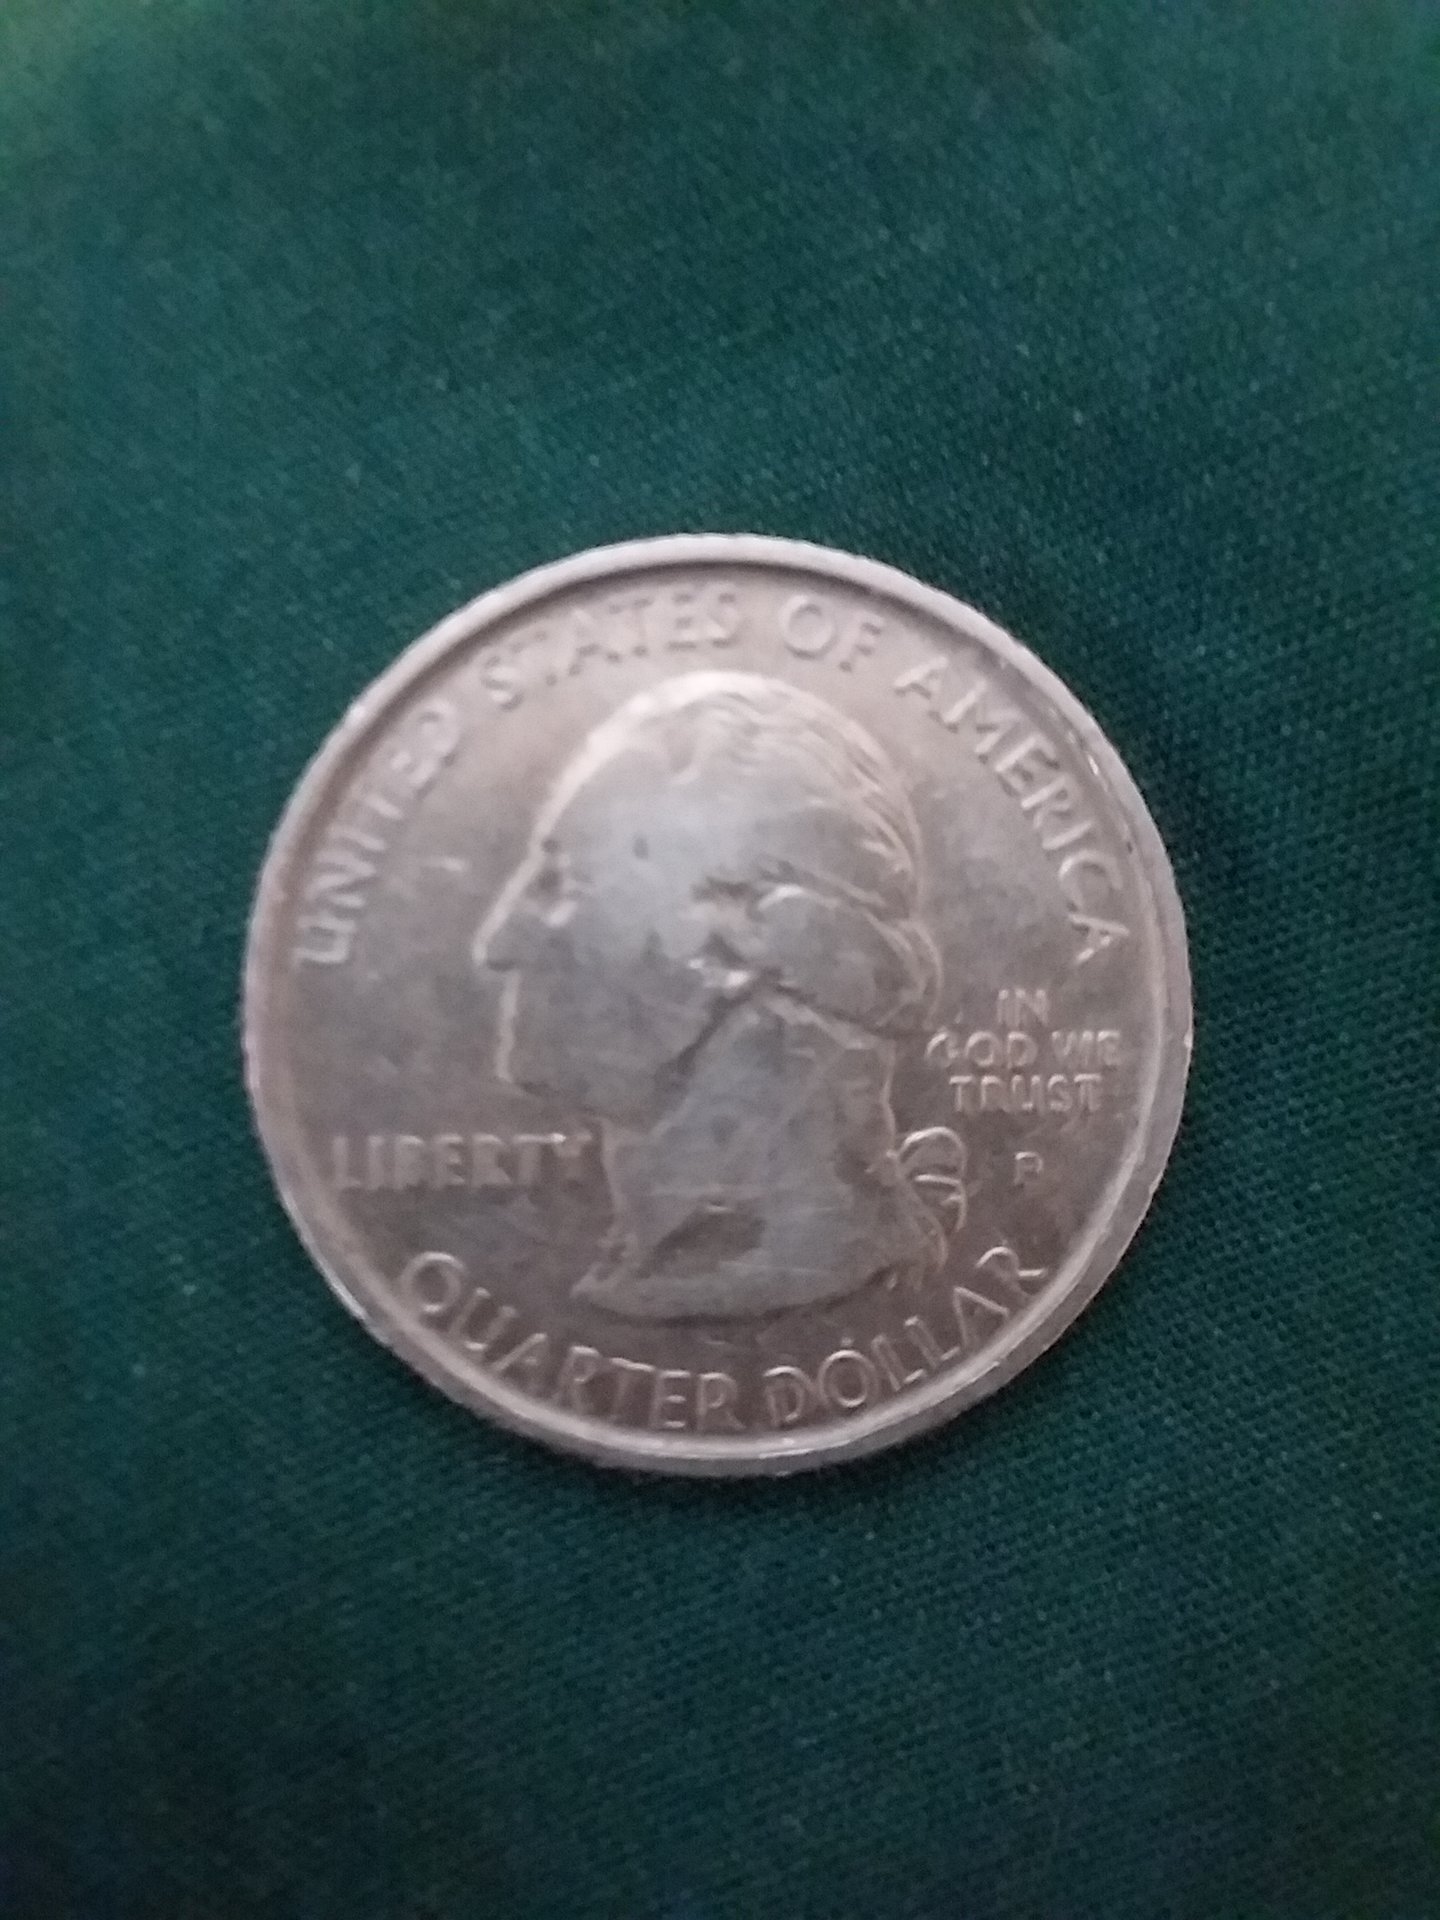 UNITED STATES OF AMERICA
IN
GOD WE
TRUST
LIBERTY
P
QUARTER DOLLAR